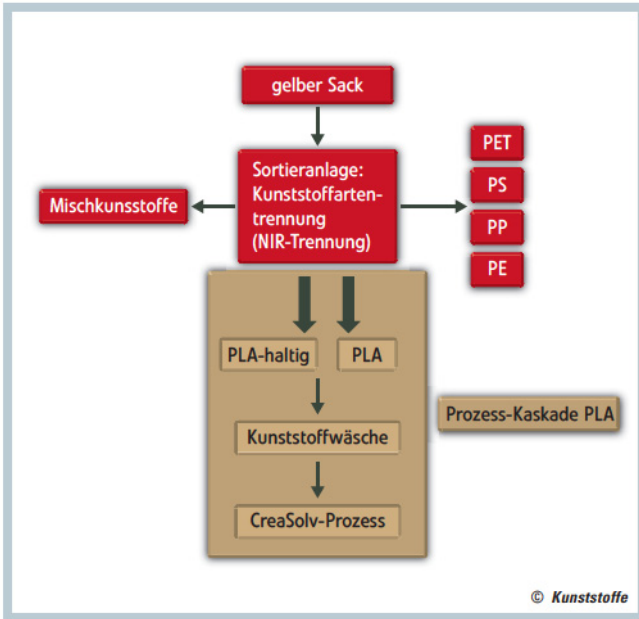 gelber Sack
Sortieranlage:
Kunststoffarten-
trennung
(NIR-Trennung)
Mischkunsstoffe
PET
PS
PP
PE
PLA-haltig
PLA
Kunststoffwäsche
CreaSolv-Prozess
Prozess-Kaskade PLA
© Kunststoffe